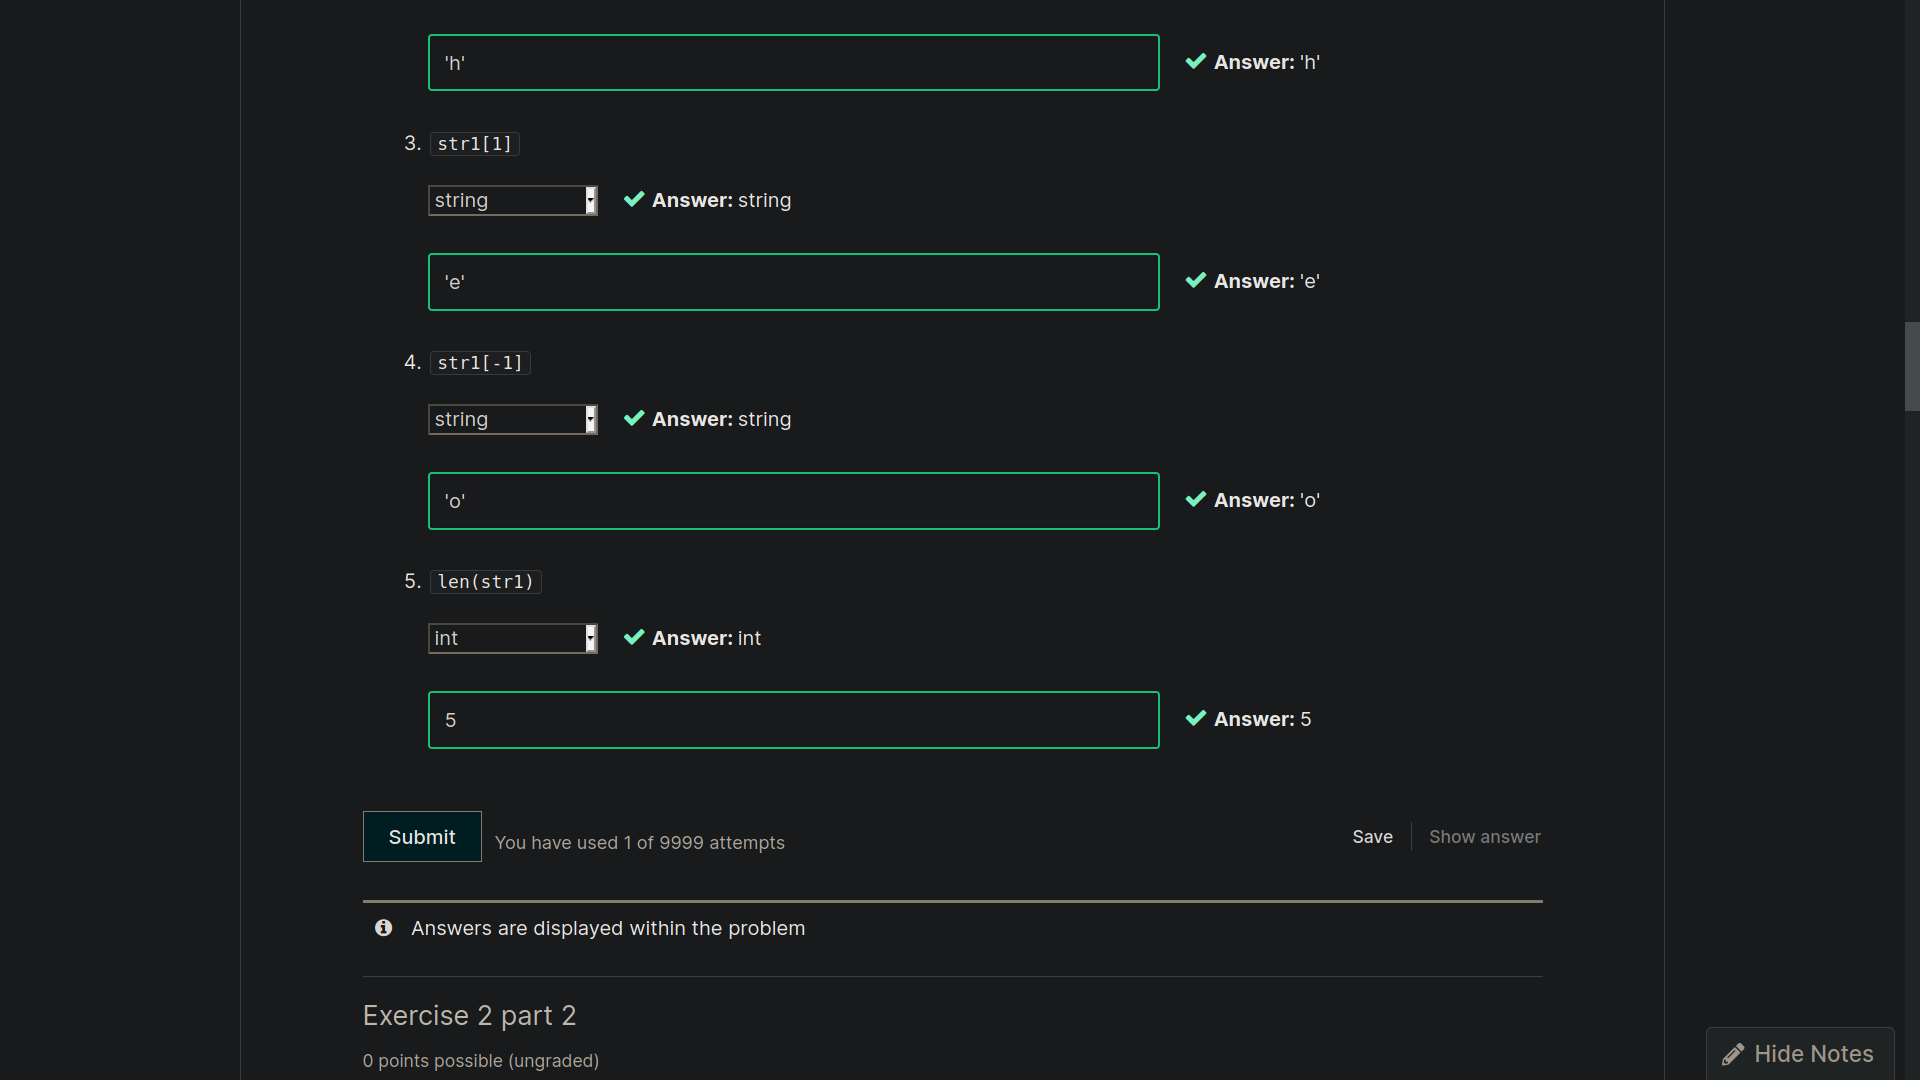 'h'
Answer: 'h'
3. str1[1]
string
Answer: string
'e'
Answer: 'e'
4. str1[-1]
string
Answer: string
'o'
Answer: 'o'
5. len(str1)
int
Answer: int
5
Answer: 5
Submit
You have used 1 of 9999 attempts
Save
Show answer
Answers are displayed within the problem
Exercise 2 part 2
0 points possible (ungraded)
Hide Notes